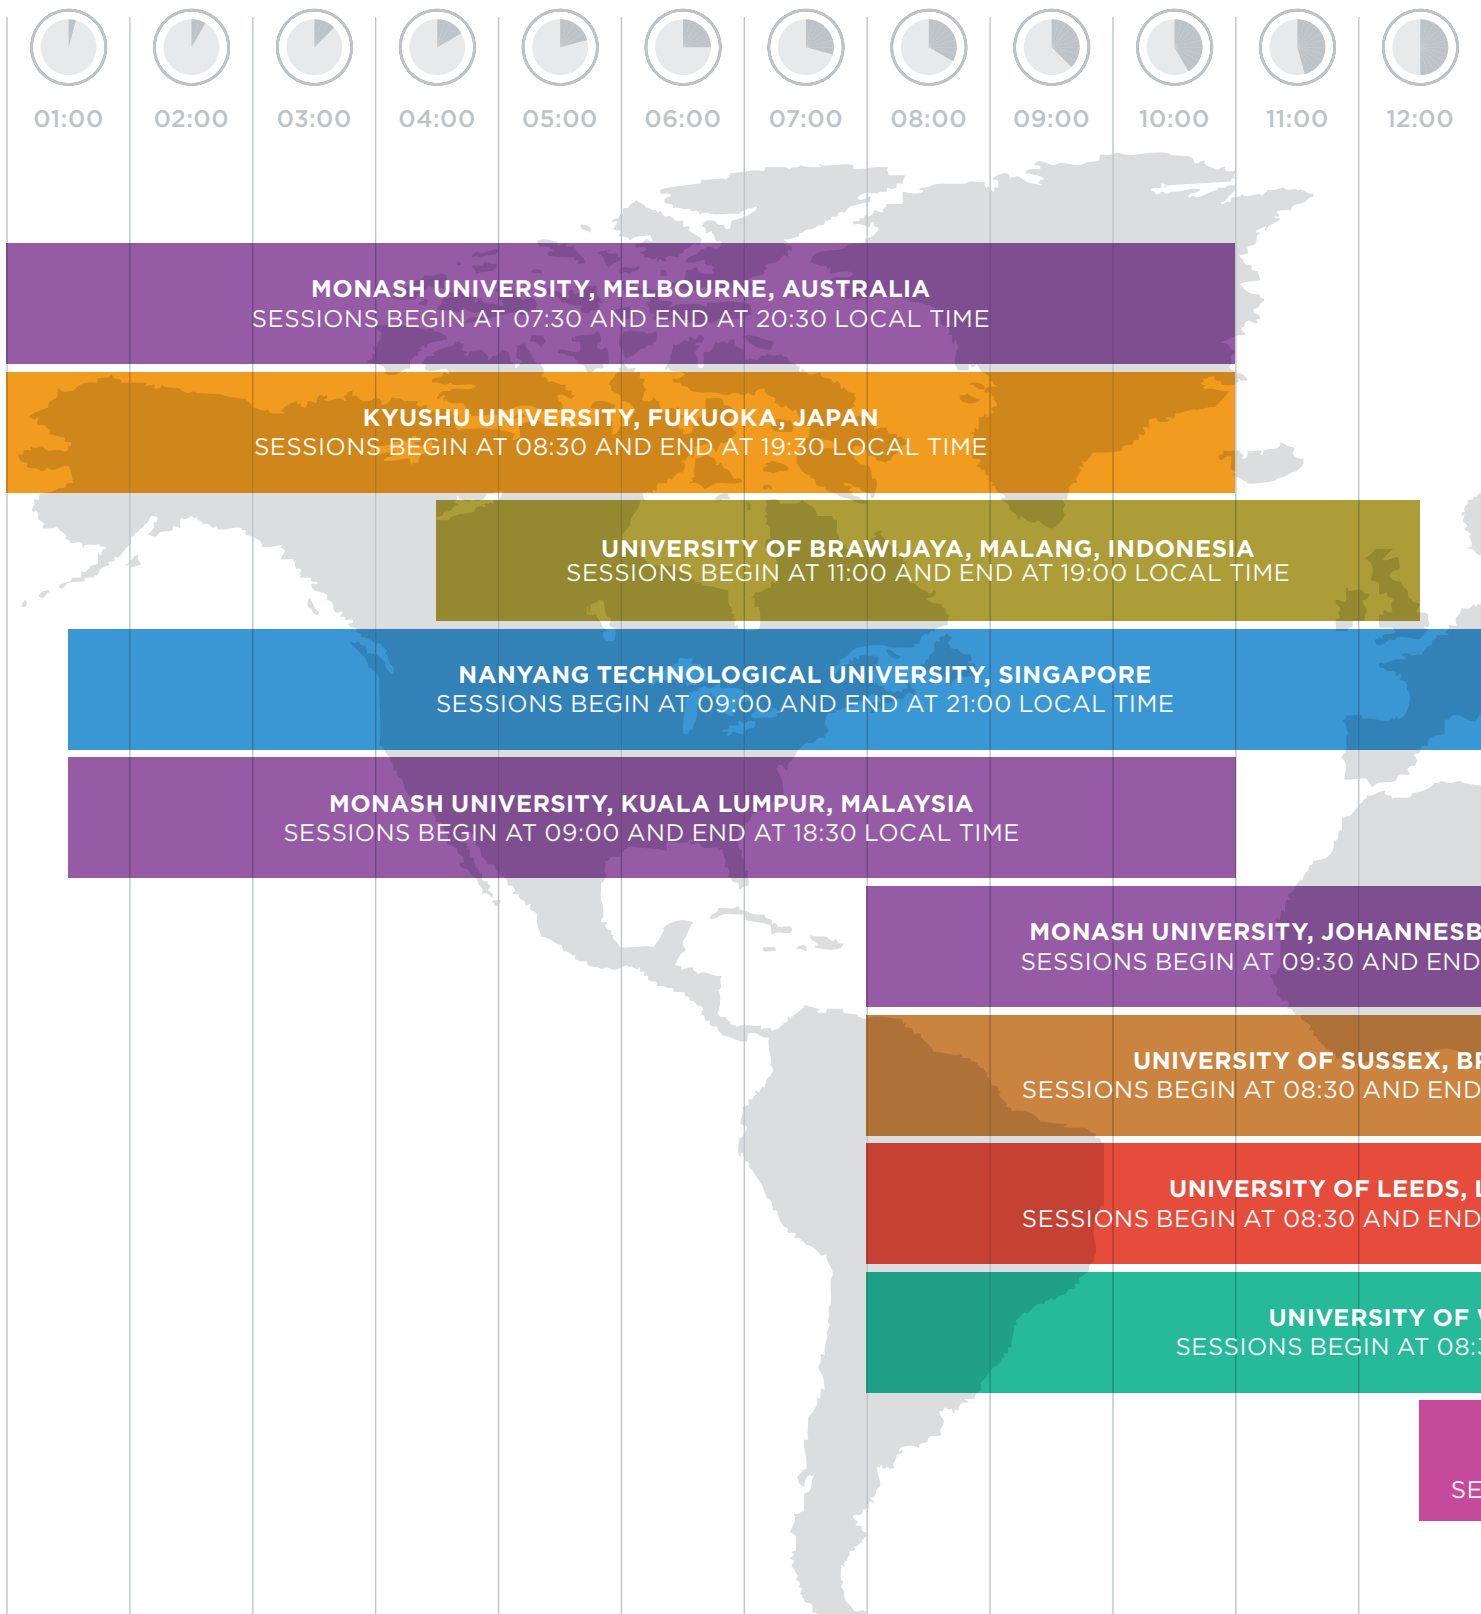 01:00 02:00 03:00 04:00 05:00 06:00 07:00 08:00 09:00 10:00 11:00 12:00
MONASH UNIVERSITY, MELBOURNE, AUSTRALIA
SESSIONS BEGIN AT 07:30 AND END AT 20:30 LOCAL TIME
KYUSHU UNIVERSITY, FUKUOKA, JAPAN
SESSIONS BEGIN AT 08:30 AND END AT 19:30 LOCAL TIME
UNIVERSITY OF BRAWIJAYA, MALANG, INDONESIA
SESSIONS BEGIN AT 11:00 AND END AT 19:00 LOCAL TIME
NANYANG TECHNOLOGICAL UNIVERSITY, SINGAPORE
SESSIONS BEGIN AT 09:00 AND END AT 21:00 LOCAL TIME
MONASH UNIVERSITY, KUALA LUMPUR, MALAYSIA
SESSIONS BEGIN AT 09:00 AND END AT 18:30 LOCAL TIME
MONASH UNIVERSITY, JOHANNESB
SESSIONS BEGIN AT 09:30 AND END
UNIVERSITY OF SUSSEX, BR
SESSIONS BEGIN AT 08:30 AND END
UNIVERSITY OF LEEDS, L
SESSIONS BEGIN AT 08:30 AND END
UNIVERSITY OF
SESSIONS BEGIN AT 08:3
SE